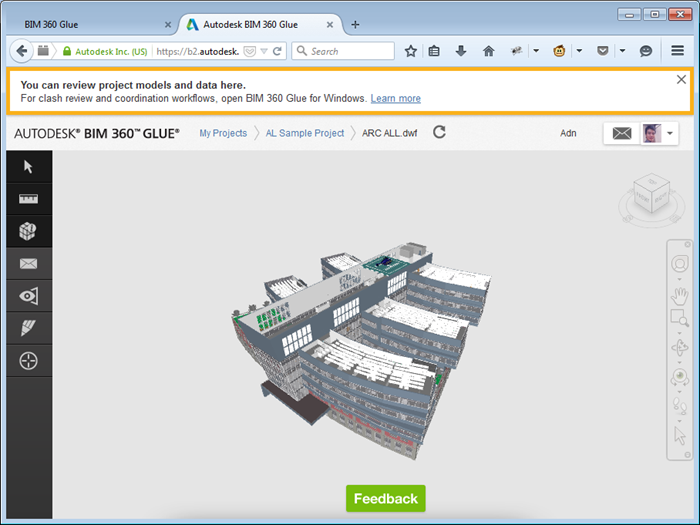 BIM 360 Glue
Autodesk BIM 360 Glue
Autodesk Inc. (US)
https://b2.autodesk.
Search
You can review project models and data here.
For clash review and coordination workflows, open BIM 360 Glue for Windows. Learn more
AUTODESK® BIM 360™ GLUE® My Projects AL Sample Project ARC ALL.dwf Adn
Feedback